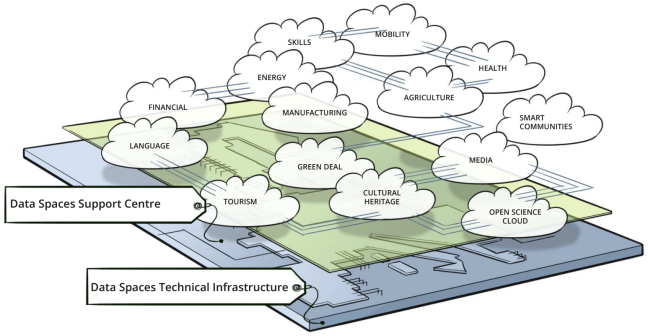 MOBILITY
SKILLS
HEALTH
ENERGY
AGRICULTURE
FINANCIAL
MANUFACTURING
SMART
COMMUNITIES
LANGUAGE
MEDIA
GREEN DEAL
TOURISM
CULTURAL
HERITAGE
OPEN SCIENCE
CLOUD
Data Spaces Support Centre
Data Spaces Technical Infrastructure